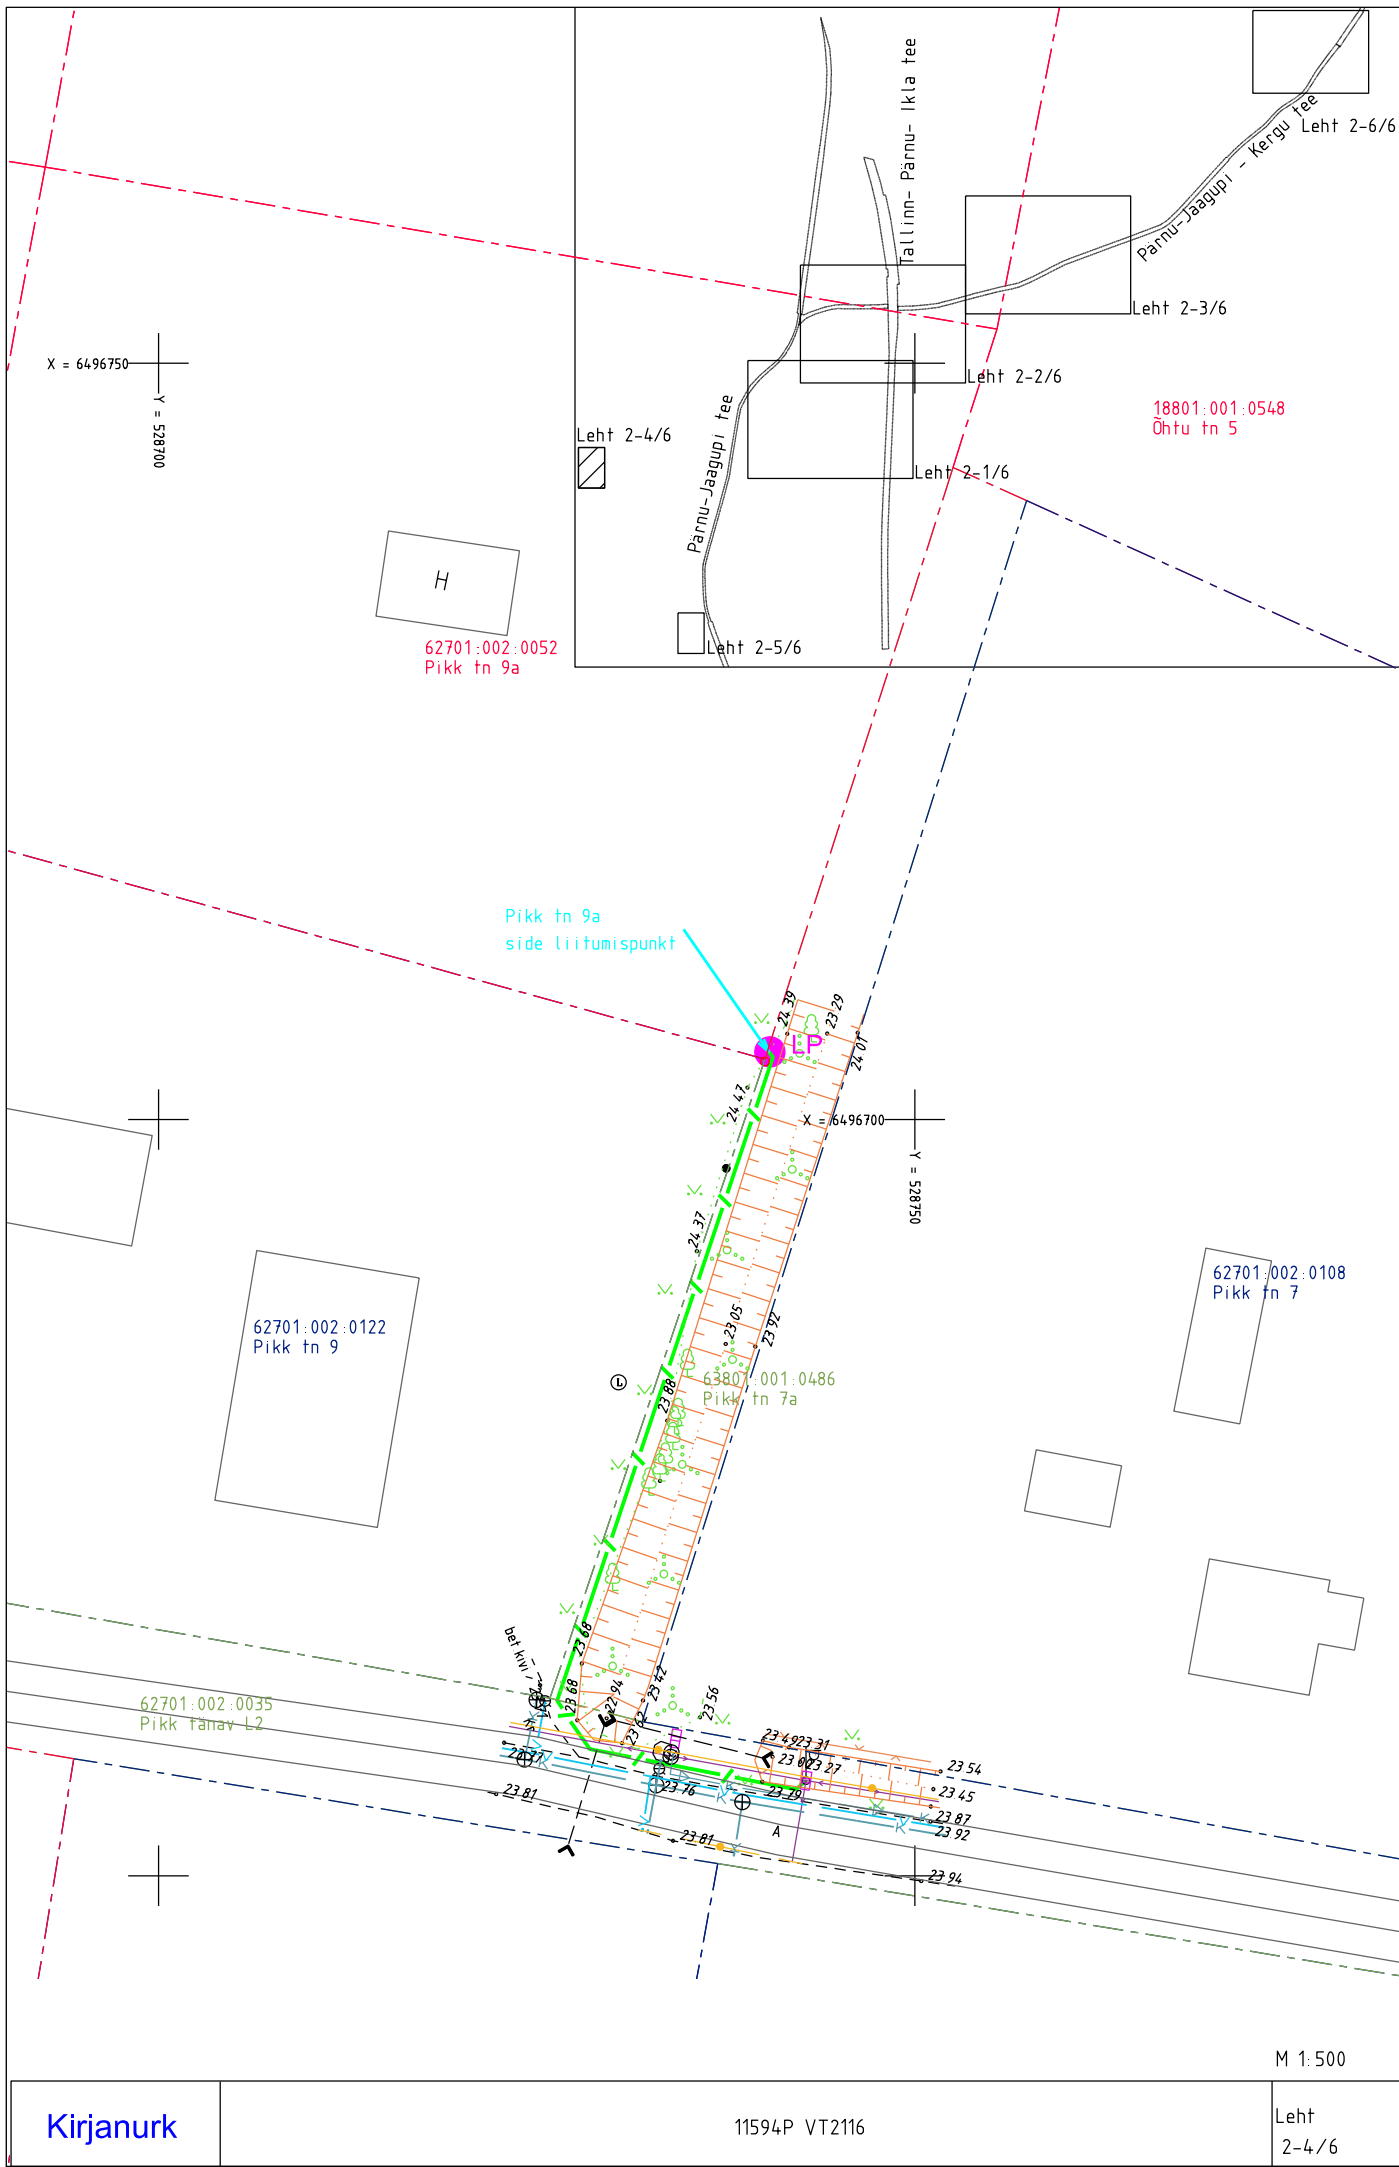 Tallinn- Pärnu- Ikla tee
Leht 2-6/6
Pärnu-Jaagupi - Kergu tee
Leht 2-3/6
X = 6496750
Y = 528700
Leht 2-2/6
18801:001:0548
Õhtu tn 5
Pärnu-Jaagupi tee
Leht 2-4/6
Leht 2-1/6
H
62701:002:0052
Pikk tn 9a
Leht 2-5/6
Pikk tn 9a
side liitumispunkt
24.39
23.29
LP
24.01
24.47
X = 6496700
Y = 528750
24.37
62701:002:0108
Pikk tn 7
62701:002:0122
Pikk tn 9
23.05
23.92
63801:001:0486
Pikk tn 7a
23.88
L
bet kivi
23.68
23.68
22.94
23.42
23.56
62701:002:0035
Pikk tänav L2
23.62
23.49
23.31
23.27
23.54
23.76
23.79
23.45
23.81
23.87
23.92
A
23.81
23.94
M 1:500
Kirjanurk
11594P VT2116
Leht
2-4/6